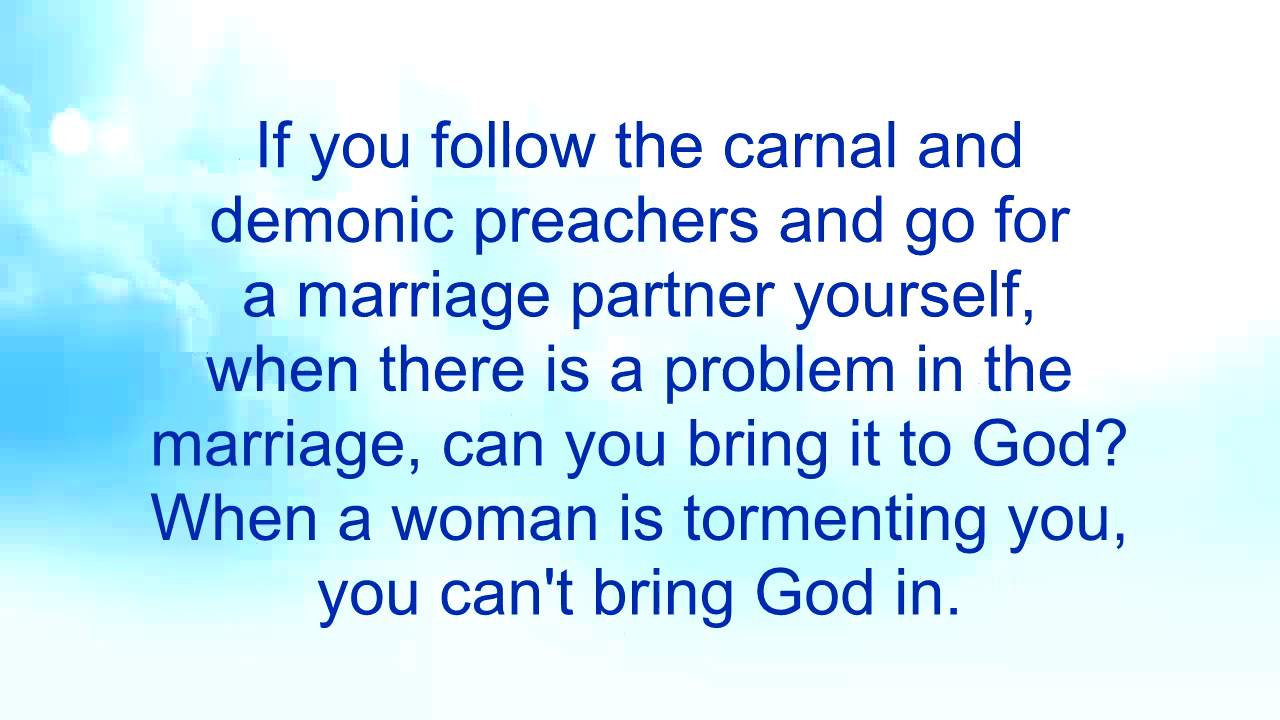 If you follow the carnal and
demonic preachers and go for
a marriage partner yourself,
when there is a problem in the
marriage, can you bring it to God?
When a woman is tormenting you,
you can't bring God in.